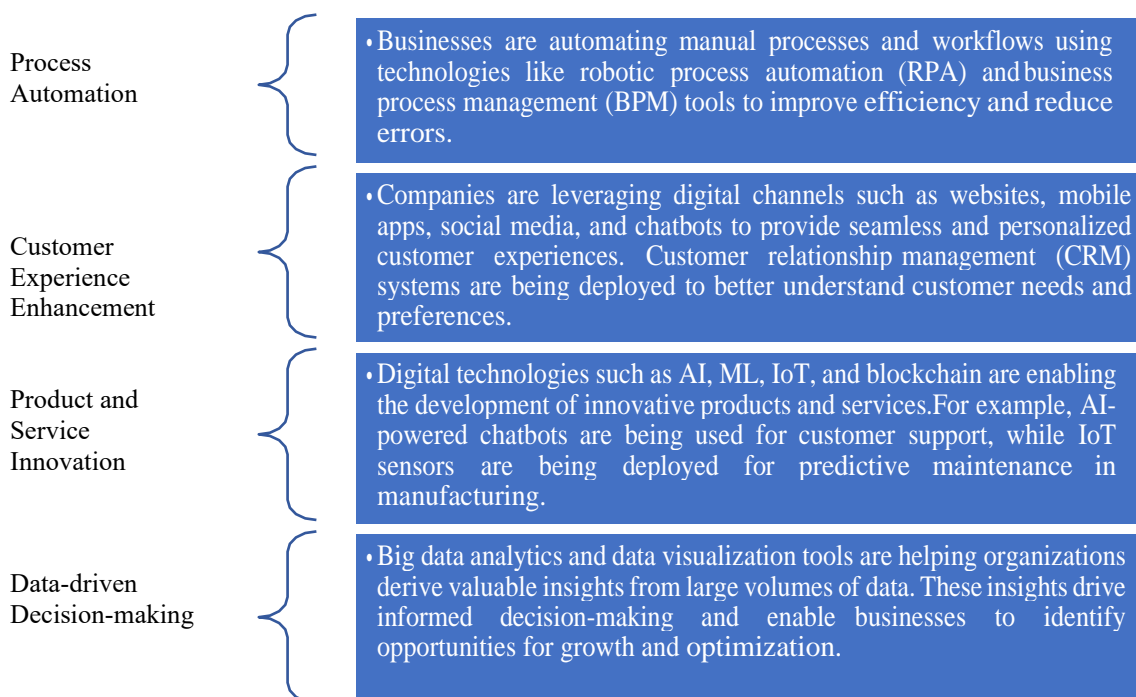 Process
Automation
• Businesses are automating manual processes and workflows using
technologies like robotic process automation (RPA) and business
process management (BPM) tools to improve efficiency and reduce
errors.
Customer
Experience
Enhancement
• Companies are leveraging digital channels such as websites, mobile
apps, social media, and chatbots to provide seamless and personalized
customer experiences. Customer relationship management (CRM)
systems are being deployed to better understand customer needs and
preferences.
Product and
Service
Innovation
• Digital technologies such as AI, ML, IoT, and blockchain are enabling
the development of innovative products and services.For example, AI-
powered chatbots are being used for customer support, while IoT
sensors are being deployed for predictive maintenance in
manufacturing.
Data-driven
Decision-making
• Big data analytics and data visualization tools are helping organizations
derive valuable insights from large volumes of data. These insights drive
informed decision-making and enable businesses to identify
opportunities for growth and optimization.